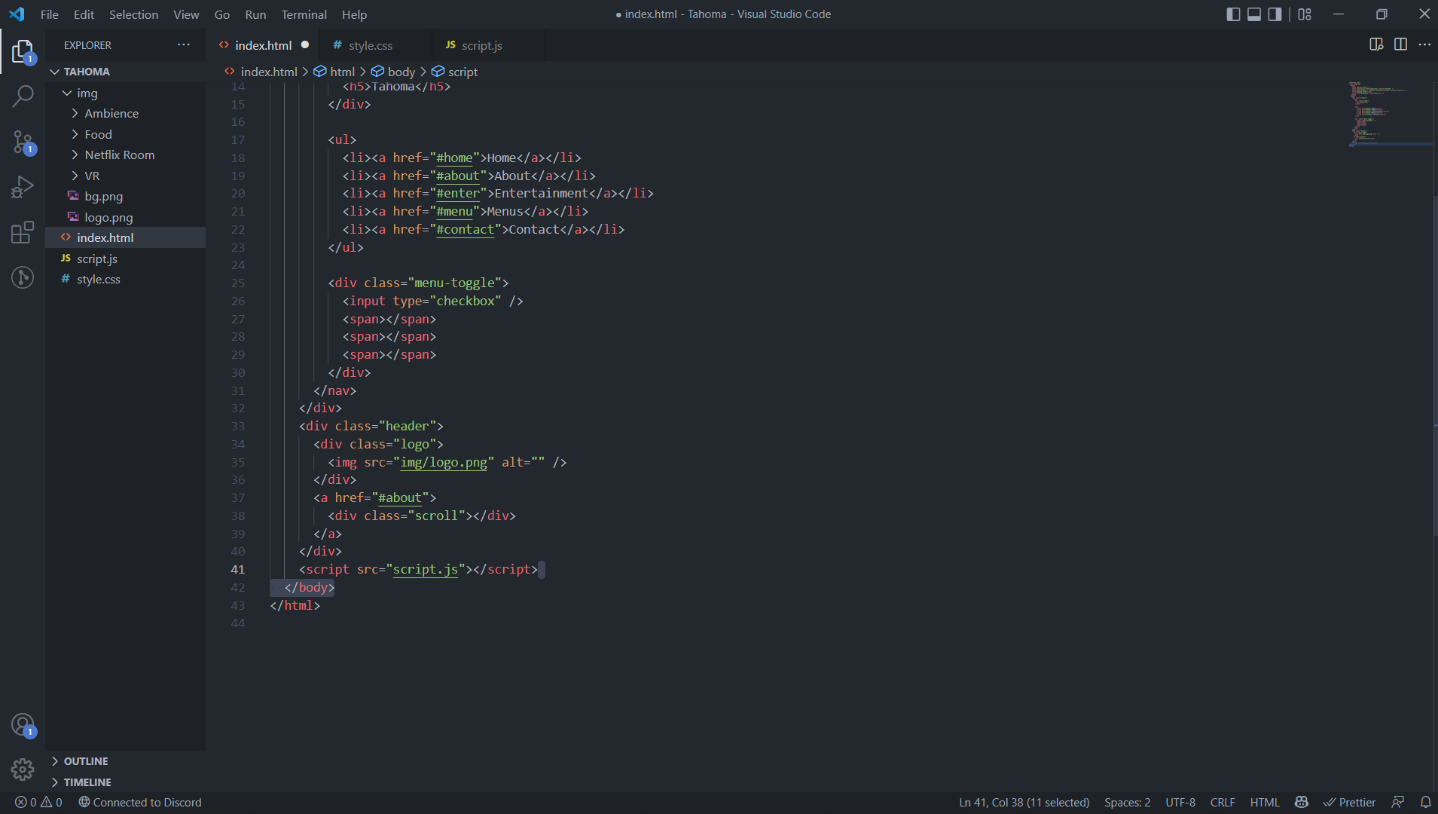 File Edit Selection View Go Run Terminal Help
● index.html - Tahoma - Visual Studio Code
EXPLORER
TAHOMA
img
Ambience
Food
Netflix Room
VR
bg.png
logo.png
index.html
JS script.js
# style.css
OUTLINE
TIMELINE
1
1
1
<> index.html ●
# style.css
JS script.js
<> index.html > html > body > script
14 <h5>Tahoma</h5>
15 </div>
16
17 <ul>
18 <li><a href="#home">Home</a></li>
19 <li><a href="#about">About</a></li>
20 <li><a href="#enter">Entertainment</a></li>
21 <li><a href="#menu">Menus</a></li>
22 <li><a href="#contact">Contact</a></li>
23 </ul>
24
25 <div class="menu-toggle">
26 <input type="checkbox" />
27 <span></span>
28 <span></span>
29 <span></span>
30 </div>
31 </nav>
32 </div>
33 <div class="header">
34 <div class="logo">
35 <img src="img/logo.png" alt="" />
36 </div>
37 <a href="#about">
38 <div class="scroll"></div>
39 </a>
40 </div>
41 <script src="script.js"></script>
42 </body>
43 </html>
44
0 0 Connected to Discord
Ln 41, Col 38 (11 selected) Spaces: 2 UTF-8 CRLF HTML Prettier